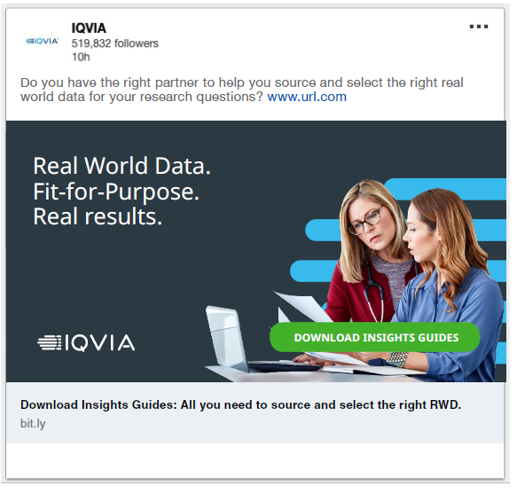 IQVIA
IQVIA
519,832 followers
10h
Do you have the right partner to help you source and select the right real
world data for your research questions? www.url.com
Real World Data.
Fit-for-Purpose.
Real results.
IQVIA
DOWNLOAD INSIGHTS GUIDES
Download Insights Guides: All you need to source and select the right RWD.
bit.ly